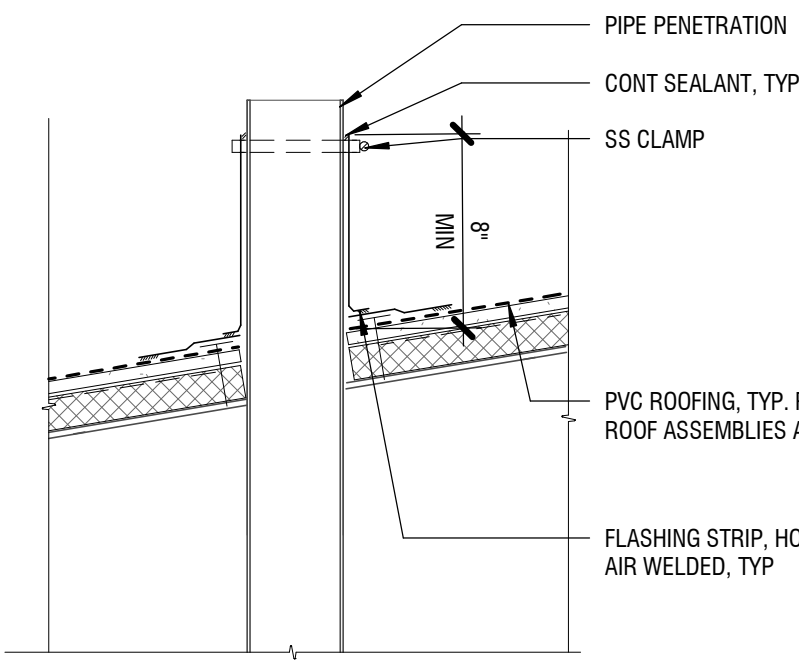 PIPE PENETRATION
CONT SEALANT, TYP
SS CLAMP
8"
MIN
PVC ROOFING, TYP.
ROOF ASSEMBLIES
FLASHING STRIP,
AIR WELDED, TYP